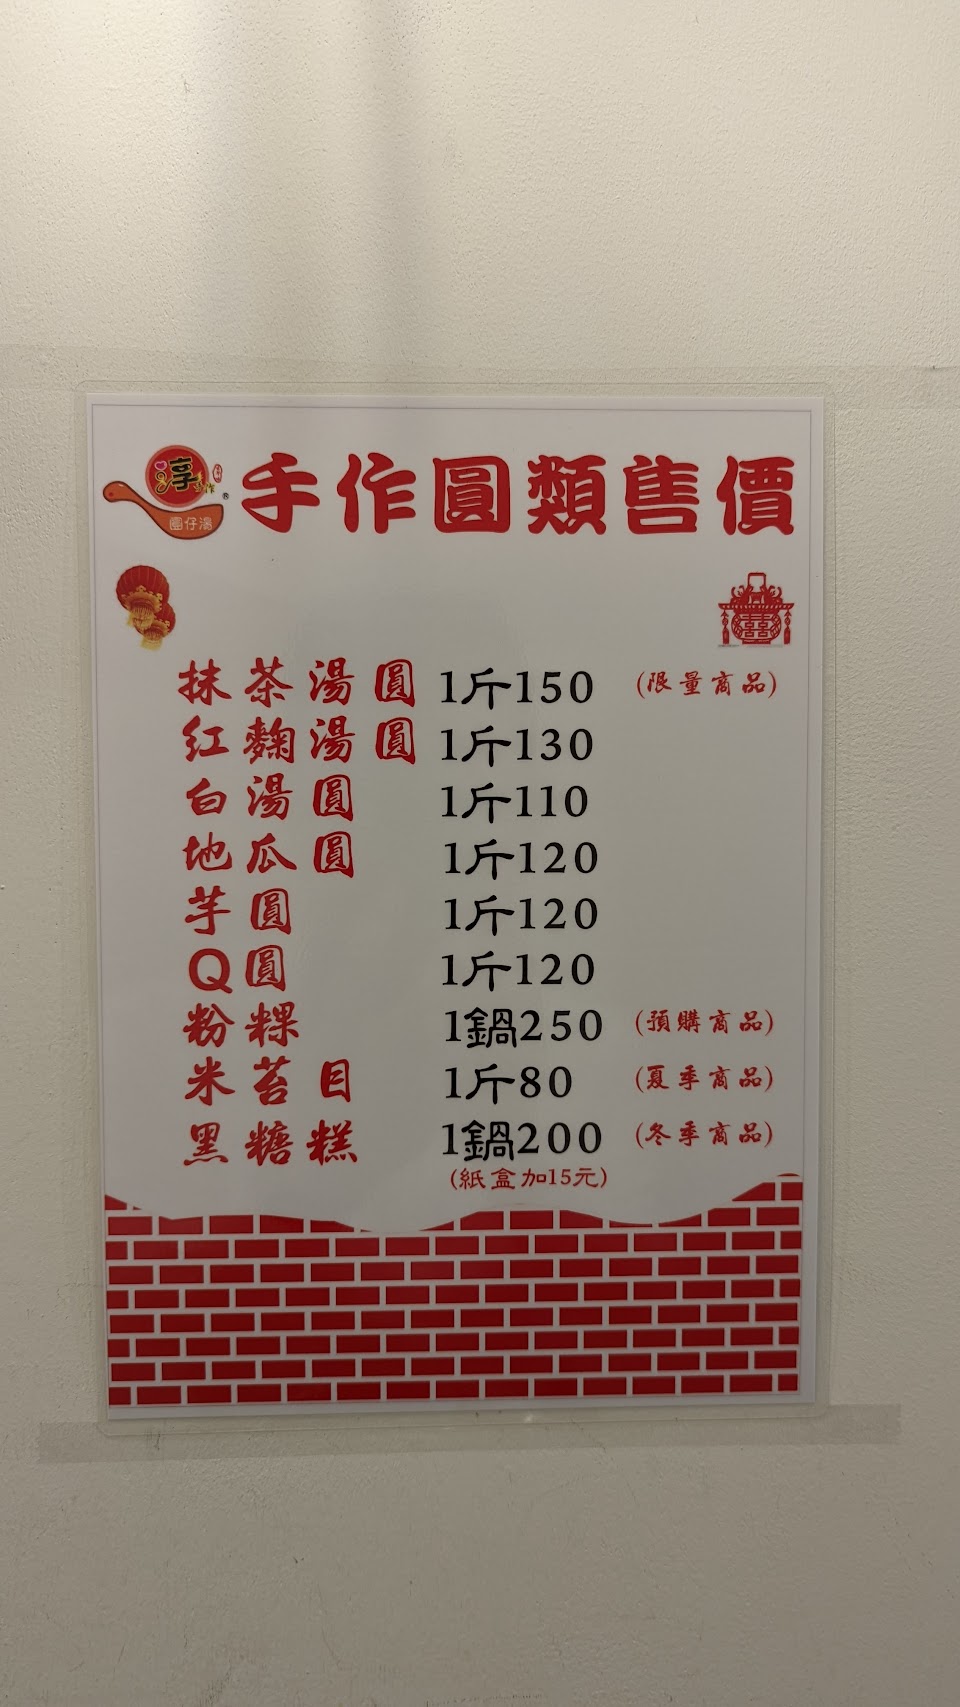 淳
手作
圓仔湯
®
手作圓類售價
抹茶湯圓 1斤150 (限量商品)
紅麴湯圓 1斤130
白湯圓 1斤110
地瓜圓 1斤120
芋圓 1斤120
Q圓 1斤120
粉粿 1鍋250 (預購商品)
米苔目 1斤80 (夏季商品)
黑糖糕 1鍋200 (冬季商品)
(紙盒加15元)